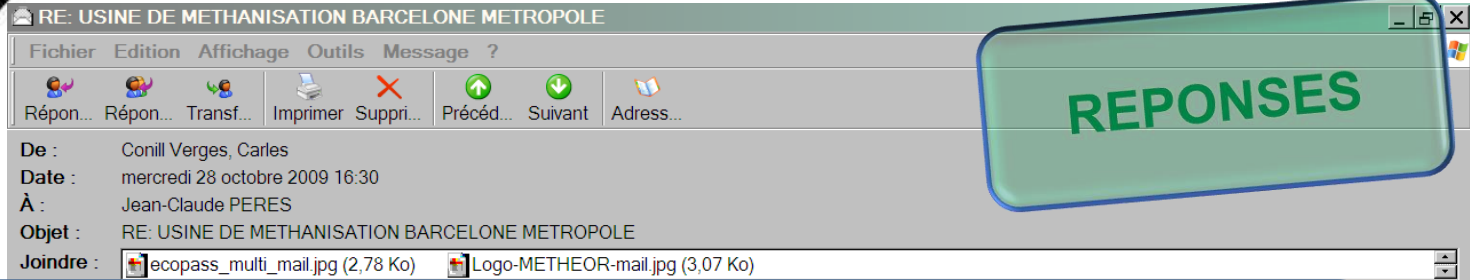 RE: USINE DE METHANISATION BARCELONE METROPOLE
Fichier Edition Affichage Outils Message ?
Répon... Répon... Transf... Imprimer Suppri... Précéd... Suivant Adress...
REPONSES
De : Conill Verges, Carles
Date : mercredi 28 octobre 2009 16:30
À : Jean-Claude PERES
Objet : RE: USINE DE METHANISATION BARCELONE METROPOLE
Joindre : ecopass_multi_mail.jpg (2,78 Ko) Logo-METHEOR-mail.jpg (3,07 Ko)